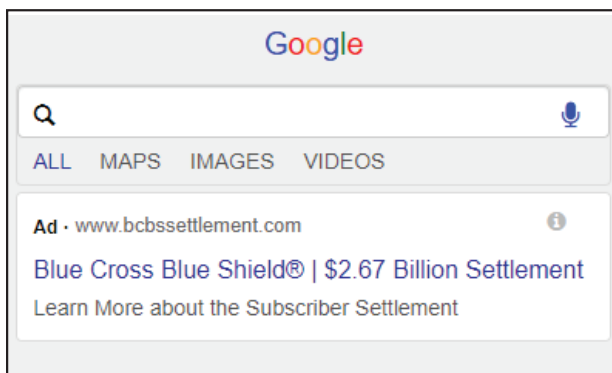 Google
ALL MAPS IMAGES VIDEOS
Ad · www.bcbssettlement.com
Blue Cross Blue Shield® | $2.67 Billion Settlement
Learn More about the Subscriber Settlement